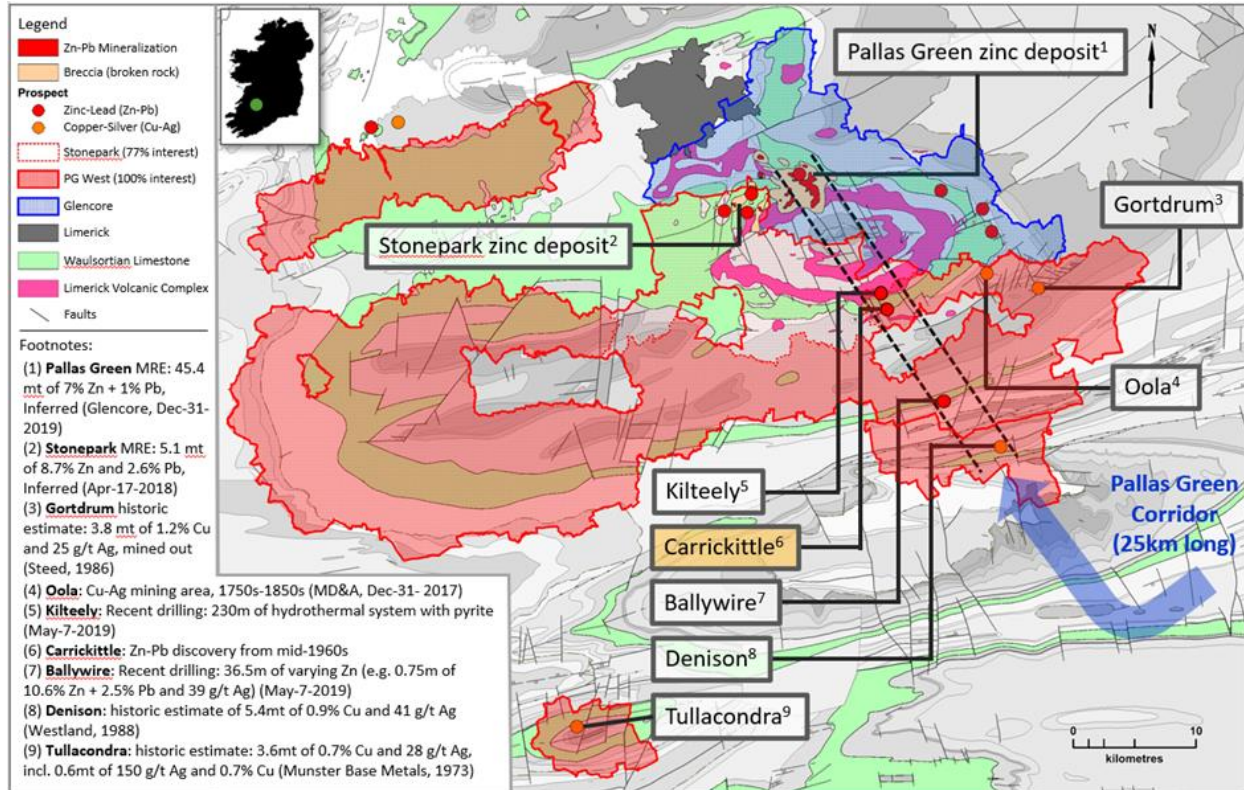 Legend
Zn-Pb Mineralization
Breccia (broken rock)
Prospect
Zinc-Lead (Zn-Pb)
Copper-Silver (Cu-Ag)
Stonepark (77% interest)
PG West (100% interest)
Glencore
Limerick
Waulsortian Limestone
Limerick Volcanic Complex
Faults
Footnotes:
(1) Pallas Green MRE: 45.4
mt of 7% Zn + 1% Pb,
Inferred (Glencore, Dec-31-
2019)
(2) Stonepark MRE: 5.1 mt
of 8.7% Zn and 2.6% Pb,
Inferred (Apr-17-2018)
(3) Gortdrum historic
estimate: 3.8 mt of 1.2% Cu
and 25 g/t Ag, mined out
(Steed, 1986)
(4) Oola: Cu-Ag mining area, 1750s-1850s (MD&A, Dec-31- 2017)
(5) Kilteely: Recent drilling: 230m of hydrothermal system with pyrite
(May-7-2019)
(6) Carrickittle: Zn-Pb discovery from mid-1960s
(7) Ballywire: Recent drilling: 36.5m of varying Zn (e.g. 0.75m of
10.6% Zn + 2.5% Pb and 39 g/t Ag) (May-7-2019)
(8) Denison: historic estimate of 5.4mt of 0.9% Cu and 41 g/t Ag
(Westland, 1988)
(9) Tullacondra: historic estimate: 3.6mt of 0.7% Cu and 28 g/t Ag,
incl. 0.6mt of 150 g/t Ag and 0.7% Cu (Munster Base Metals, 1973)
Pallas Green zinc deposit¹
N
Gortdrum³
Stonepark zinc deposit²
Oola⁴
Kilteely⁵
Carrickittle⁶
Ballywire⁷
Denison⁸
Tullacondra⁹
Pallas Green
Corridor
(25km long)
0 10
kilometres